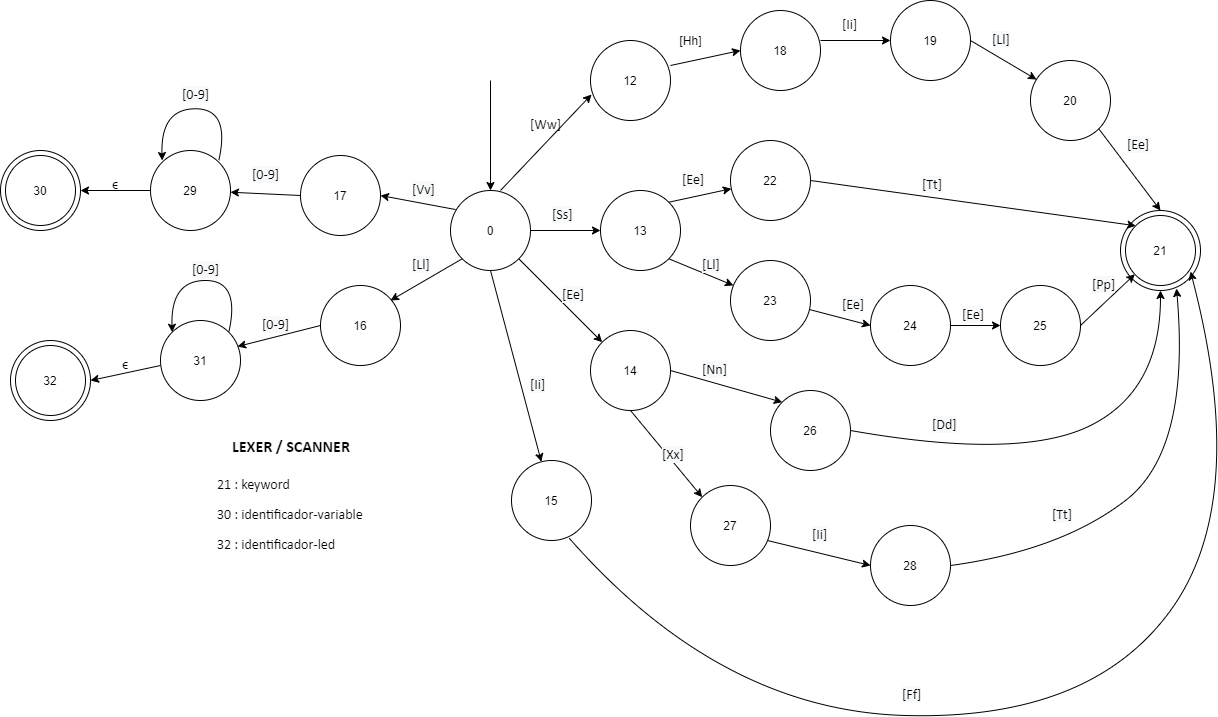 [Ii]
[Hh]
18
19
[Ll]
12
20
[0-9]
[Ww]
[Ee]
30
ϵ
29
[0-9]
17
[Vv]
0
[Ss]
13
[Ee]
22
[Tt]
21
[Ll]
[Ll]
23
[Ee]
24
[Ee]
25
[Pp]
[0-9]
[Ee]
16
[0-9]
31
ϵ
32
14
[Nn]
26
[Dd]
[Ii]
[Xx]
LEXER / SCANNER
21 : keyword
30 : identificador-variable
32 : identificador-led
15
27
[Ii]
28
[Tt]
[Ff]